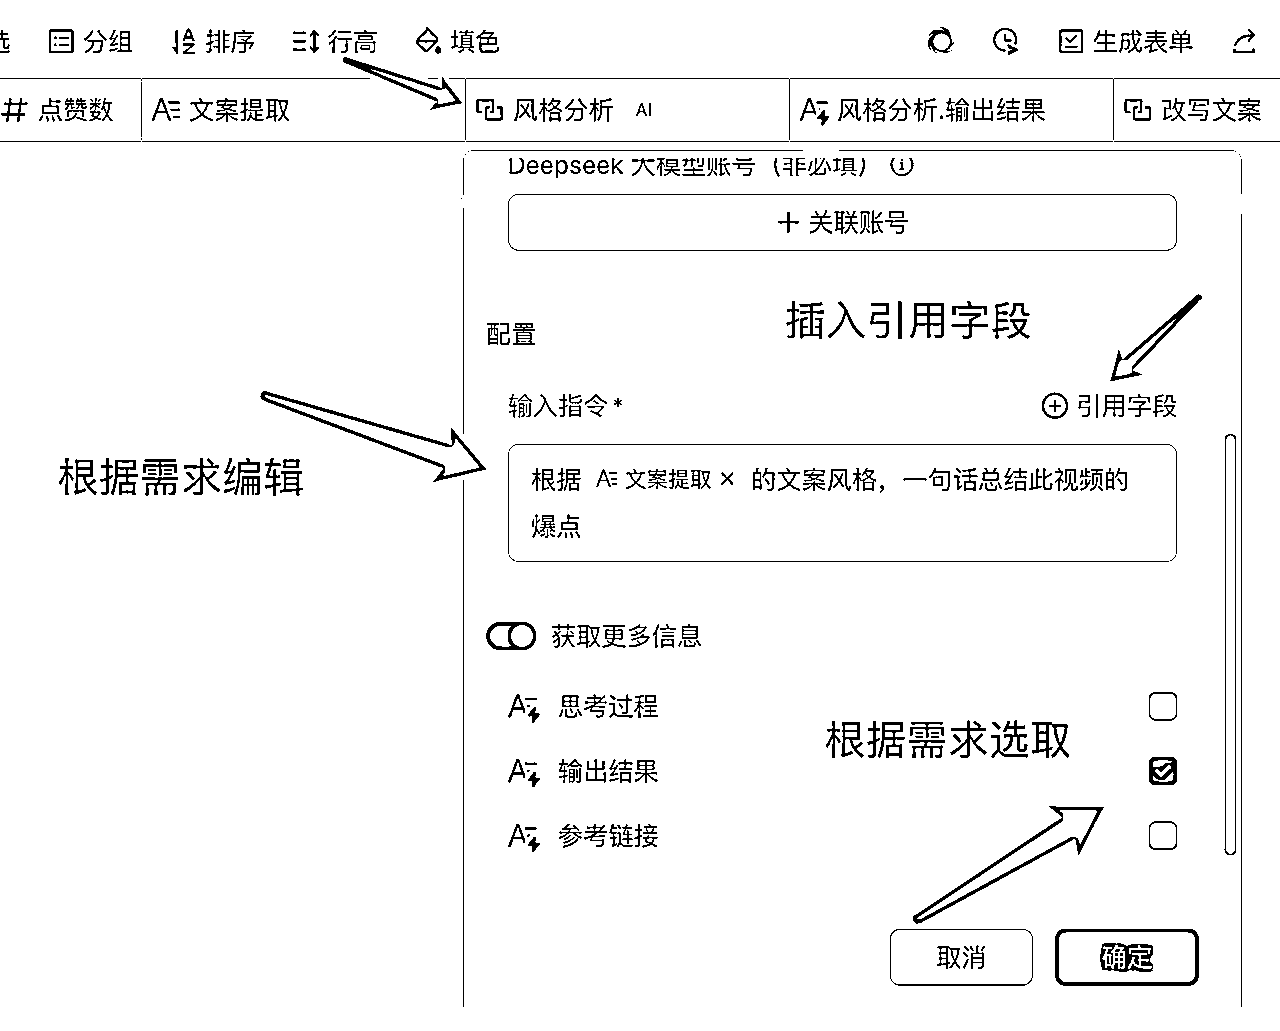 选 分组 排序 行高 填色 生成表单
# 点赞数 文案提取 风格分析 AI 风格分析.输出结果 改写文案
Deepseek 大模型账号（非必填）
+ 关联账号
插入引用字段
配置
输入指令* 引用字段
根据需求编辑
根据 文案提取 × 的文案风格，一句话总结此视频的
爆点
获取更多信息
思考过程
根据需求选取
输出结果
参考链接
取消 确定